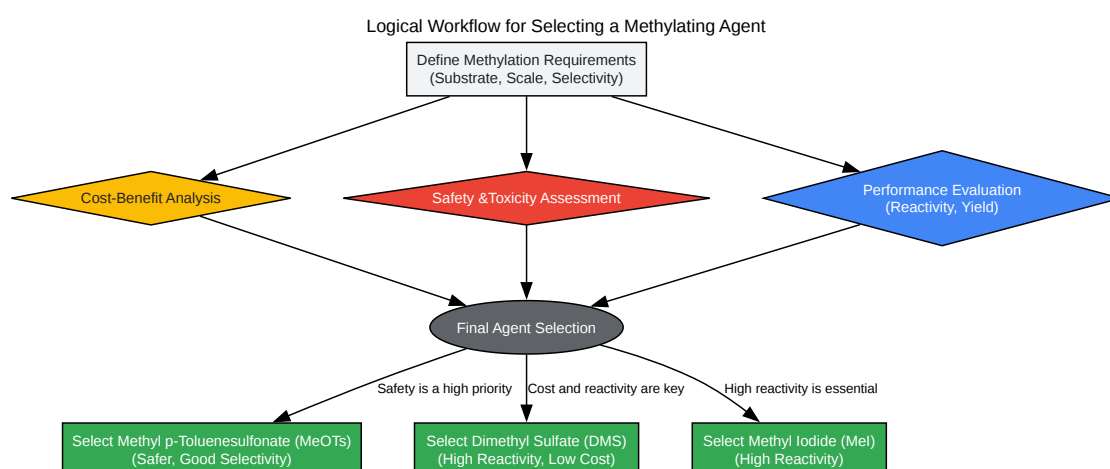 Logical Workflow for Selecting a Methylating Agent
Define Methylation Requirements
(Substrate, Scale, Selectivity)
Cost-Benefit Analysis
Safety &Toxicity Assessment
Performance Evaluation
(Reactivity, Yield)
Final Agent Selection
Safety is a high priority
Cost and reactivity are key
High reactivity is essential
Select Methyl p-Toluenesulfonate (MeOTs)
(Safer, Good Selectivity)
Select Dimethyl Sulfate (DMS)
(High Reactivity, Low Cost)
Select Methyl Iodide (MeI)
(High Reactivity)